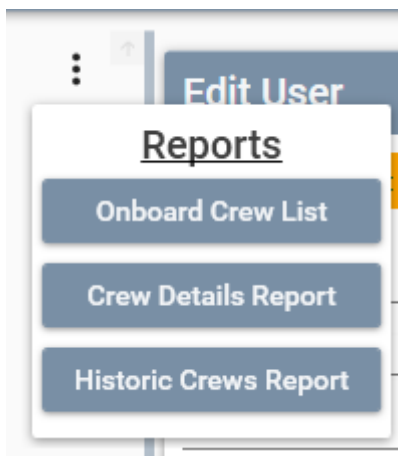 Edit User
Reports
Onboard Crew List
Crew Details Report
Historic Crews Report